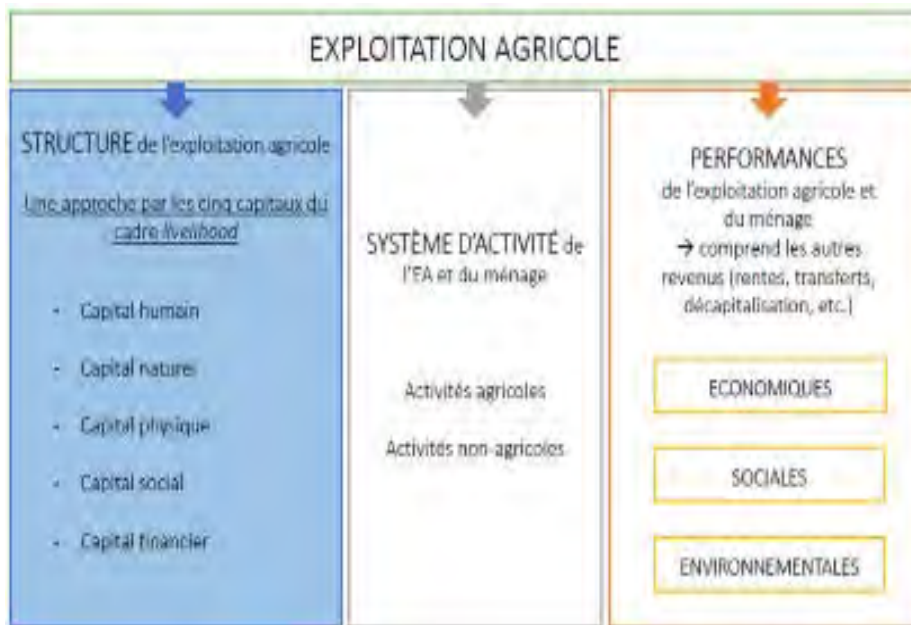 EXPLOITATION AGRICOLE
STRUCTURE de l'exploitation agricole
Une approche par les cinq capitaux du
cadre livelihood
- Capital humain
- Capital naturel
- Capital physique
- Capital social
- Capital financier
SYSTÈME D'ACTIVITÉ de
l'EA et du ménage
Activités agricoles
Activités non-agricoles
PERFORMANCES
de l'exploitation agricole et
du ménage
→ comprend les autres
revenus (rentes, transferts,
décapitalisation, etc.)
ECONOMIQUES
SOCIALES
ENVIRONNEMENTALES